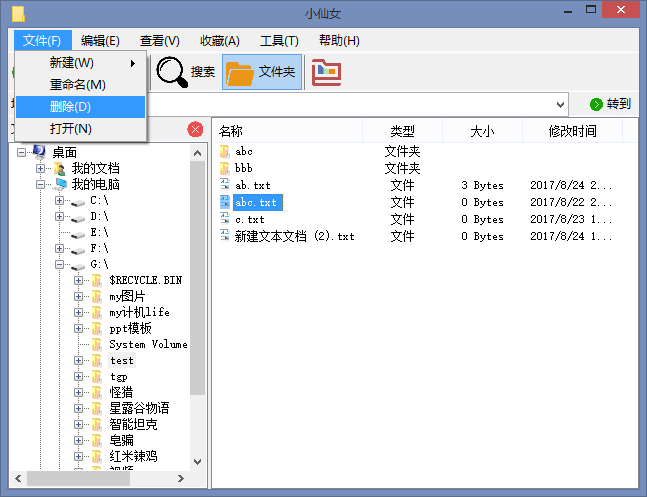 小仙女
文件(F) 编辑(E) 查看(V) 收藏(A) 工具(T) 帮助(H)
新建(W)
重命名(M)
删除(D)
打开(N)
搜索 文件夹
转到
桌面
我的文档
我的电脑
C:\
D:\
E:\
F:\
G:\
$RECYCLE.BIN
my图片
my计机life
ppt模板
System Volume
test
tgp
怪猎
星露谷物语
智能坦克
皂骗
红米辣鸡
名称 类型 大小 修改时间
abc 文件夹
bbb 文件夹
ab.txt 文件 3 Bytes 2017/8/24 2...
abc.txt 文件 0 Bytes 2017/8/22 2...
c.txt 文件 0 Bytes 2017/8/23 1...
新建文本文档 (2).txt 文件 0 Bytes 2017/8/24 1...